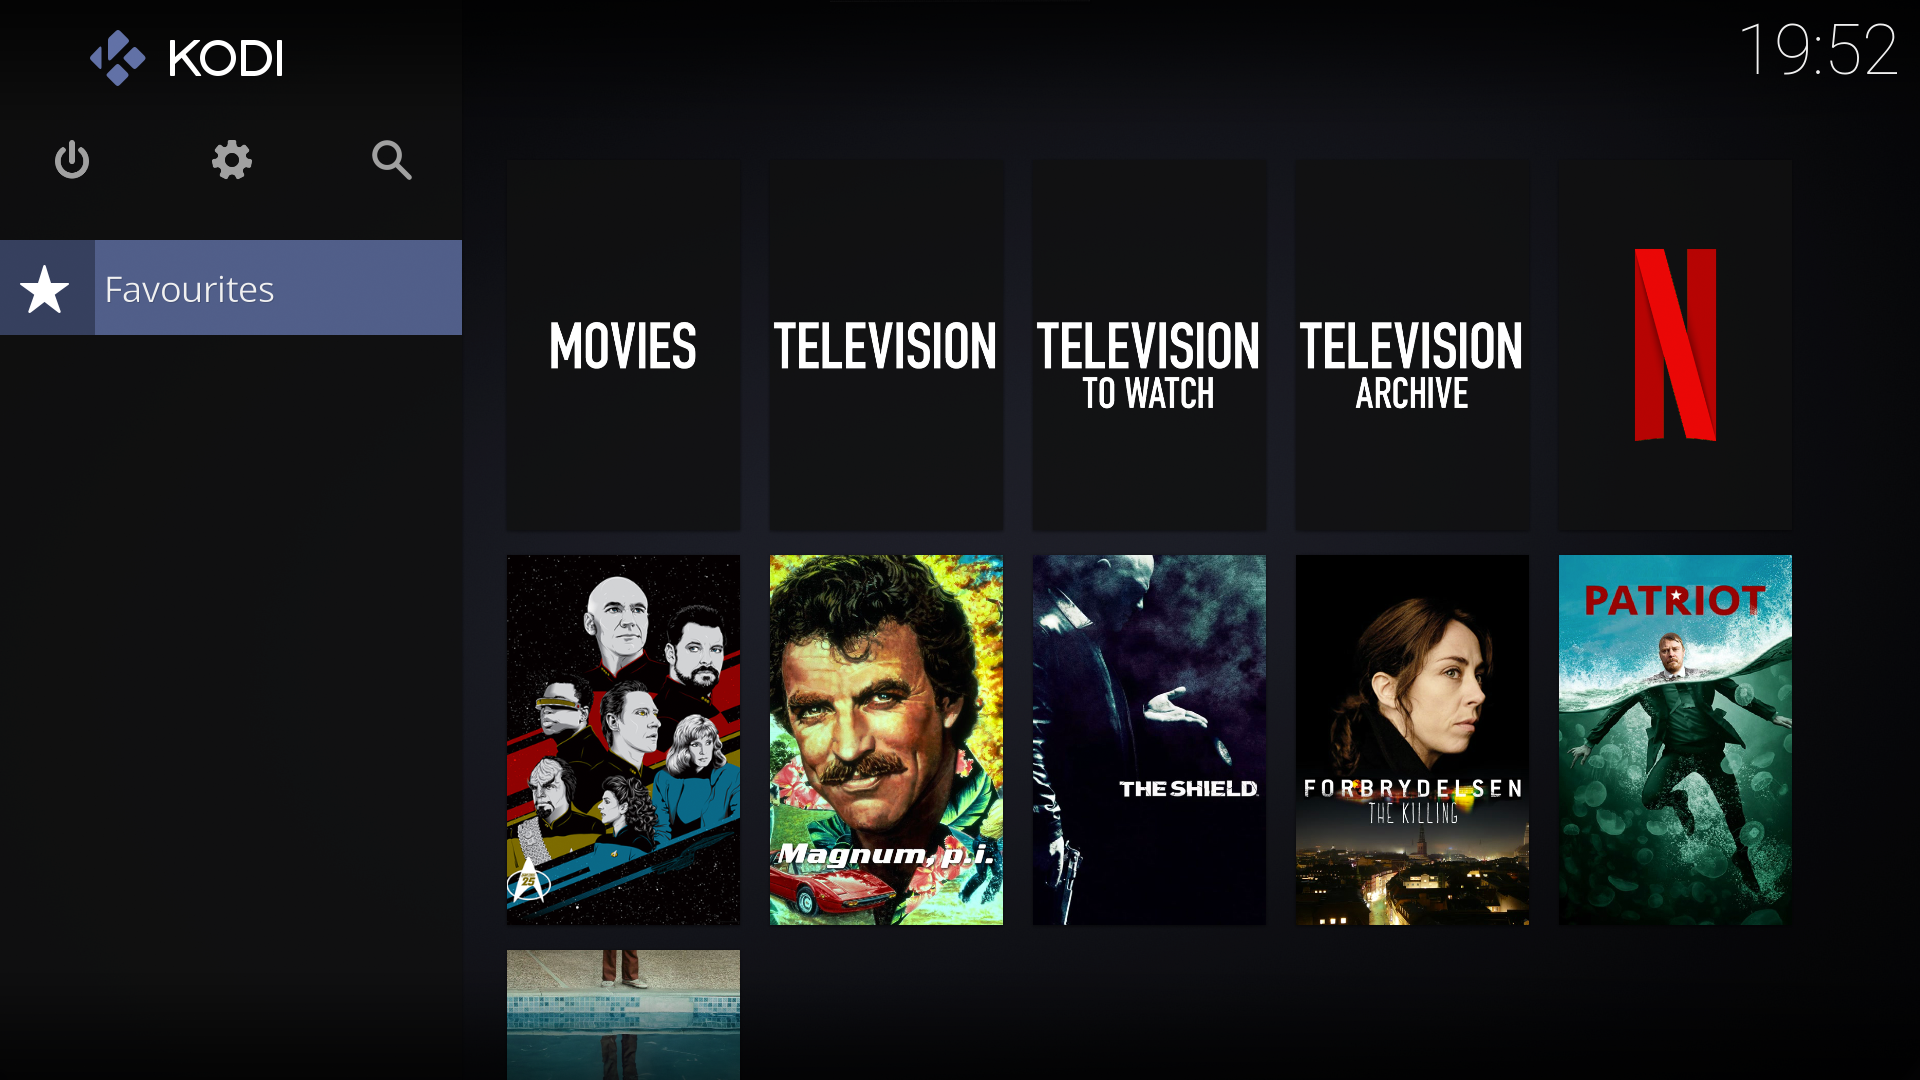 KODI
19:52
Favourites
MOVIES
TELEVISION
TELEVISION
TO WATCH
TELEVISION
ARCHIVE
N
25
Magnum, p.i.
THE SHIELD
FORBRYDELSEN
THE KILLING
PATRIOT